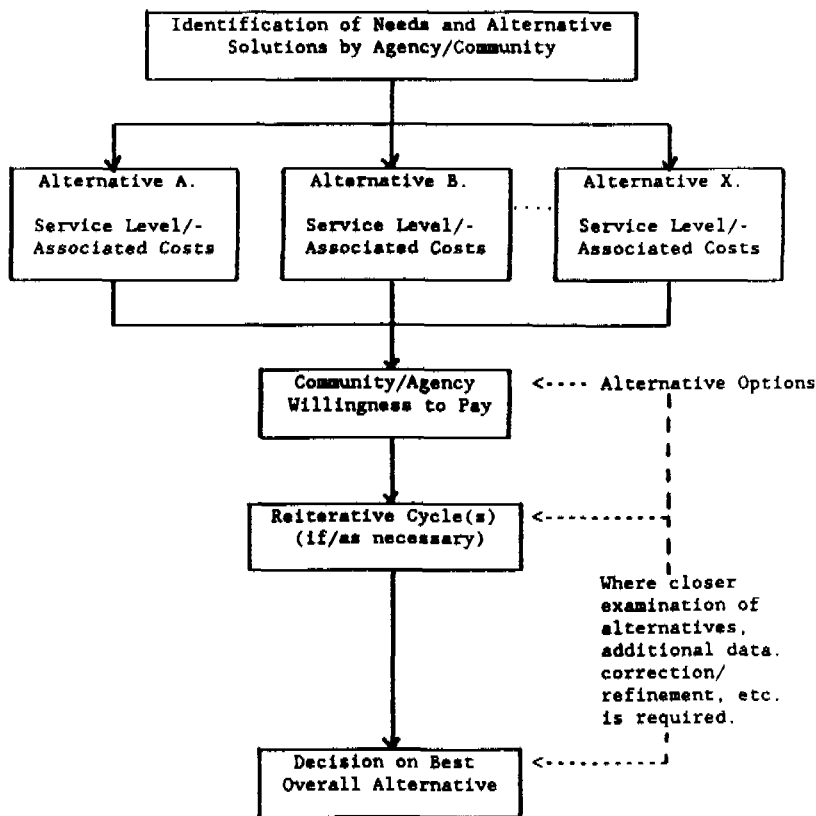 Identification of Needs and Alternative
Solutions by Agency/Community
Alternative A.
Service Level/-
Associated Costs
Alternative B.
Service Level/-
Associated Costs
Alternative X.
Service Level/-
Associated Costs
Community/Agency
Willingness to Pay
<---- Alternative Options
Reiterative Cycle(s)
(if/as necessary)
Where closer
examination of
alternatives,
additional data.
correction/
refinement, etc.
is required.
Decision on Best
Overall Alternative